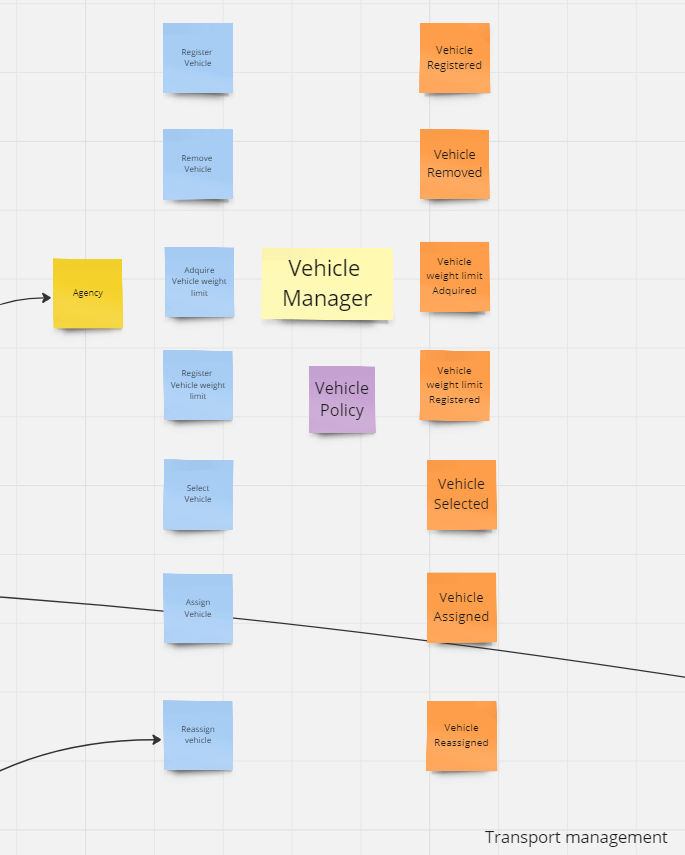 Register
Vehicle
Vehicle
Registered
Remove
Vehicle
Vehicle
Removed
Agency
Adquire
Vehicle weight
limit
Vehicle
Manager
Vehicle
weight limit
Adquired
Register
Vehicle weight
limit
Vehicle
Policy
Vehicle
weight limit
Registered
Select
Vehicle
Vehicle
Selected
Assign
Vehicle
Vehicle
Assigned
Reassign
vehicle
Vehicle
Reassigned
Transport management